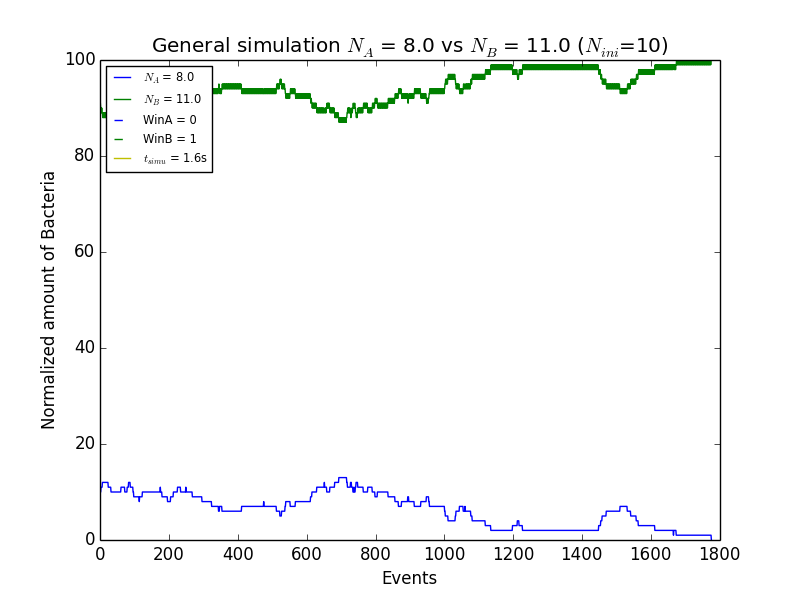 General simulation N_A = 8.0 vs N_B = 11.0 (N_ini=10)
100
80
60
40
20
0
Normalized amount of Bacteria
N_A = 8.0
N_B = 11.0
WinA = 0
WinB = 1
t_simu = 1.6s
0 200 400 600 800 1000 1200 1400 1600 1800
Events